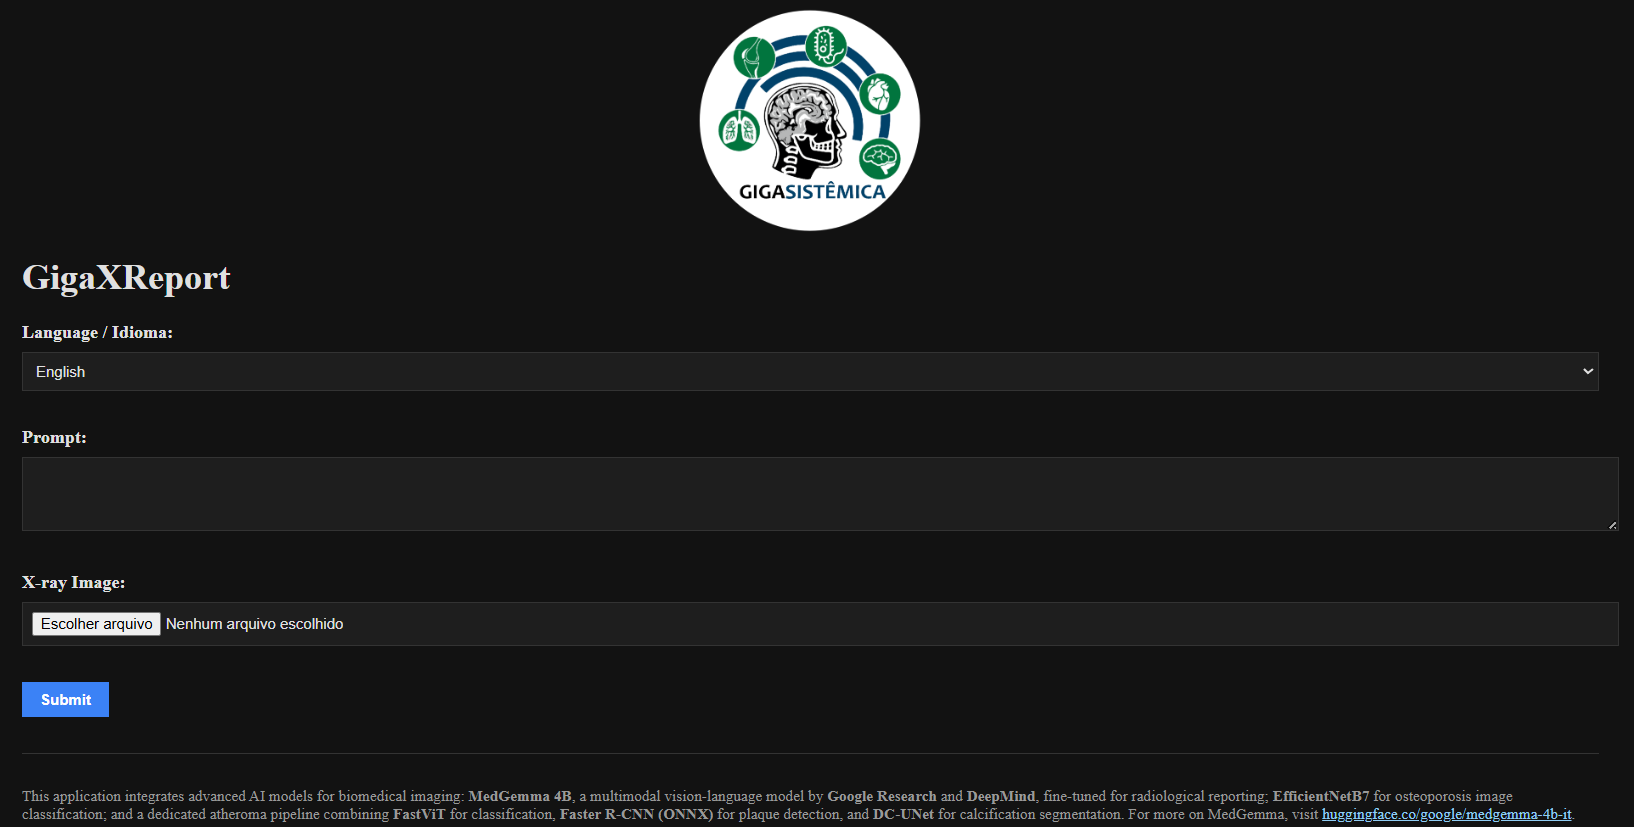 GIGASISTÊMICA
GigaXReport
Language / Idioma:
English
Prompt:
X-ray Image:
Escolher arquivo Nenhum arquivo escolhido
Submit
This application integrates advanced AI models for biomedical imaging: MedGemma 4B, a multimodal vision-language model by Google Research and DeepMind, fine-tuned for radiological reporting; EfficientNetB7 for osteoporosis image
classification; and a dedicated atheroma pipeline combining FastViT for classification, Faster R-CNN (ONNX) for plaque detection, and DC-UNet for calcification segmentation. For more on MedGemma, visit huggingface.co/google/medgemma-4b-it.